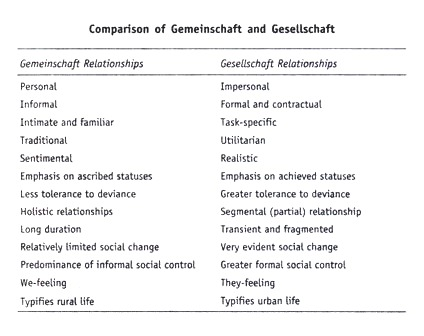 Comparison of Gemeinschaft and Gesellschaft
Gemeinschaft Relationships Gesellschaft Relationships
Personal Impersonal
Informal Formal and contractual
Intimate and familiar Task-specific
Traditional Utilitarian
Sentimental Realistic
Emphasis on ascribed statuses Emphasis on achieved statuses
Less tolerance to deviance Greater tolerance to deviance
Holistic relationships Segmental (partial) relationship
Long duration Transient and fragmented
Relatively limited social change Very evident social change
Predominance of informal social control Greater formal social control
We-feeling They-feeling
Typifies rural life Typifies urban life